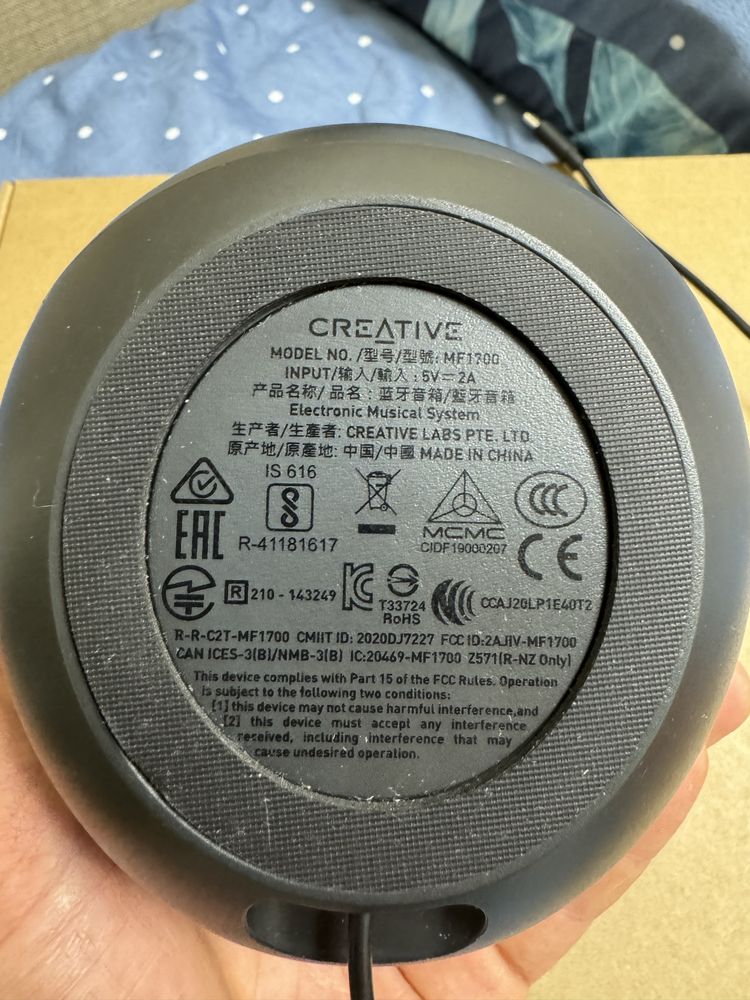 CREATIVE
MODEL NO. /型号/型號: MF1700
INPUT/输入/輸入 : 5V⎓2A
产品名称/ 品名 : 蓝牙音箱/藍牙音箱
Electronic Musical System
生产者/生產者: CREATIVE LABS PTE. LTD
原产地/原產地: 中国/中國 MADE IN CHINA
IS 616
R-41181617
MCMC
CIDF19000207
CCC
EAC
CE
R 210 - 143249
T33724
RoHS
CCAJ20LP1E40T2
R-R-C2T-MF1700 CMIIT ID: 2020DJ7227 FCC ID:2AJIV-MF1700
CAN ICES-3(B)/NMB-3(B) IC:20469-MF1700 Z571(R-NZ Only)
This device complies with Part 15 of the FCC Rules. Operation
is subject to the following two conditions:
[1] this device may not cause harmful interference,and
[2] this device must accept any interference
received, including interference that may
cause undesired operation.